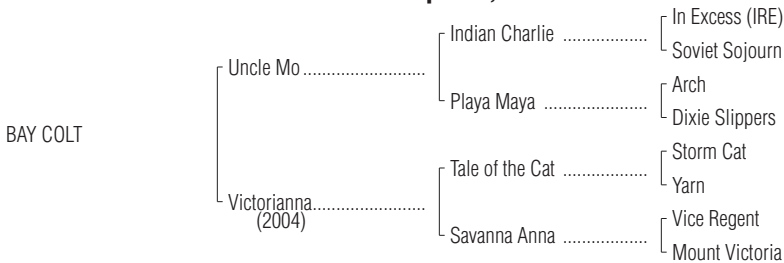 In Excess (IRE)
Indian Charlie ..................
Soviet Sojourn
Uncle Mo ..........................
Arch
Playa Maya ......................
Dixie Slippers
BAY COLT
Storm Cat
Tale of the Cat ..................
Yarn
Victorianna........................
(2004)
Vice Regent
Savanna Anna ..................
Mount Victoria